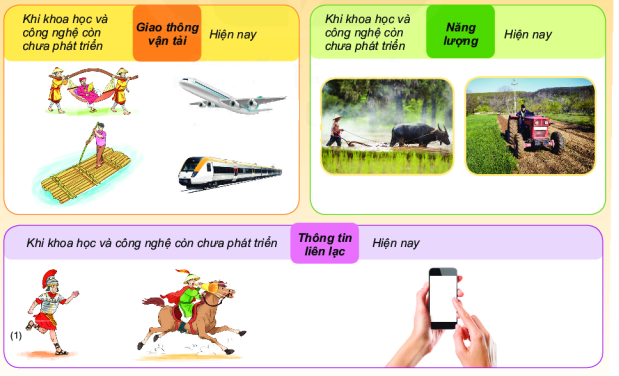 Khi khoa học và
công nghệ còn
chưa phát triển
Giao thông
vận tải
Hiện nay
Khi khoa học và
công nghệ còn
chưa phát triển
Năng
lượng
Hiện nay
Khi khoa học và công nghệ còn chưa phát triển
Thông tin
liên lạc
Hiện nay
(1)